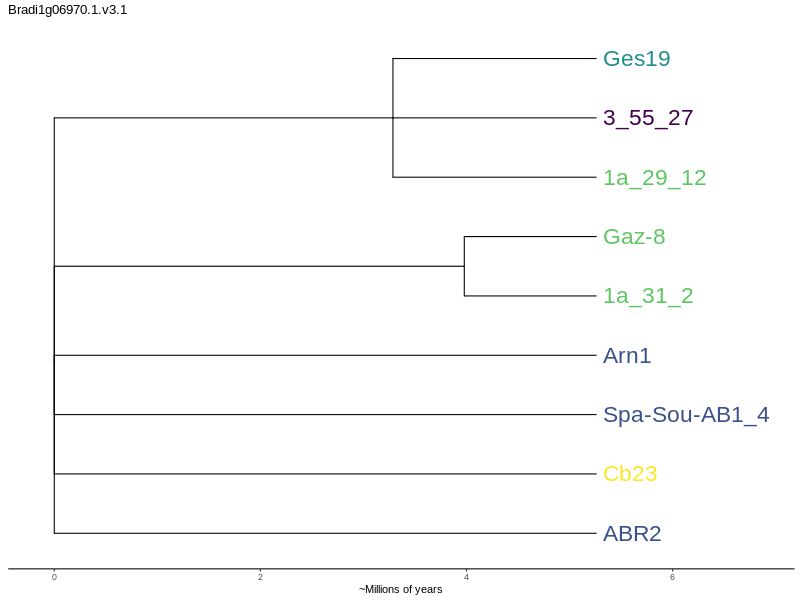 Bradi1g06970.1.v3.1
Ges19
3_55_27
1a_29_12
Gaz-8
1a_31_2
Arn1
Spa-Sou-AB1_4
Cb23
ABR2
0 2 4 6
~Millions of years